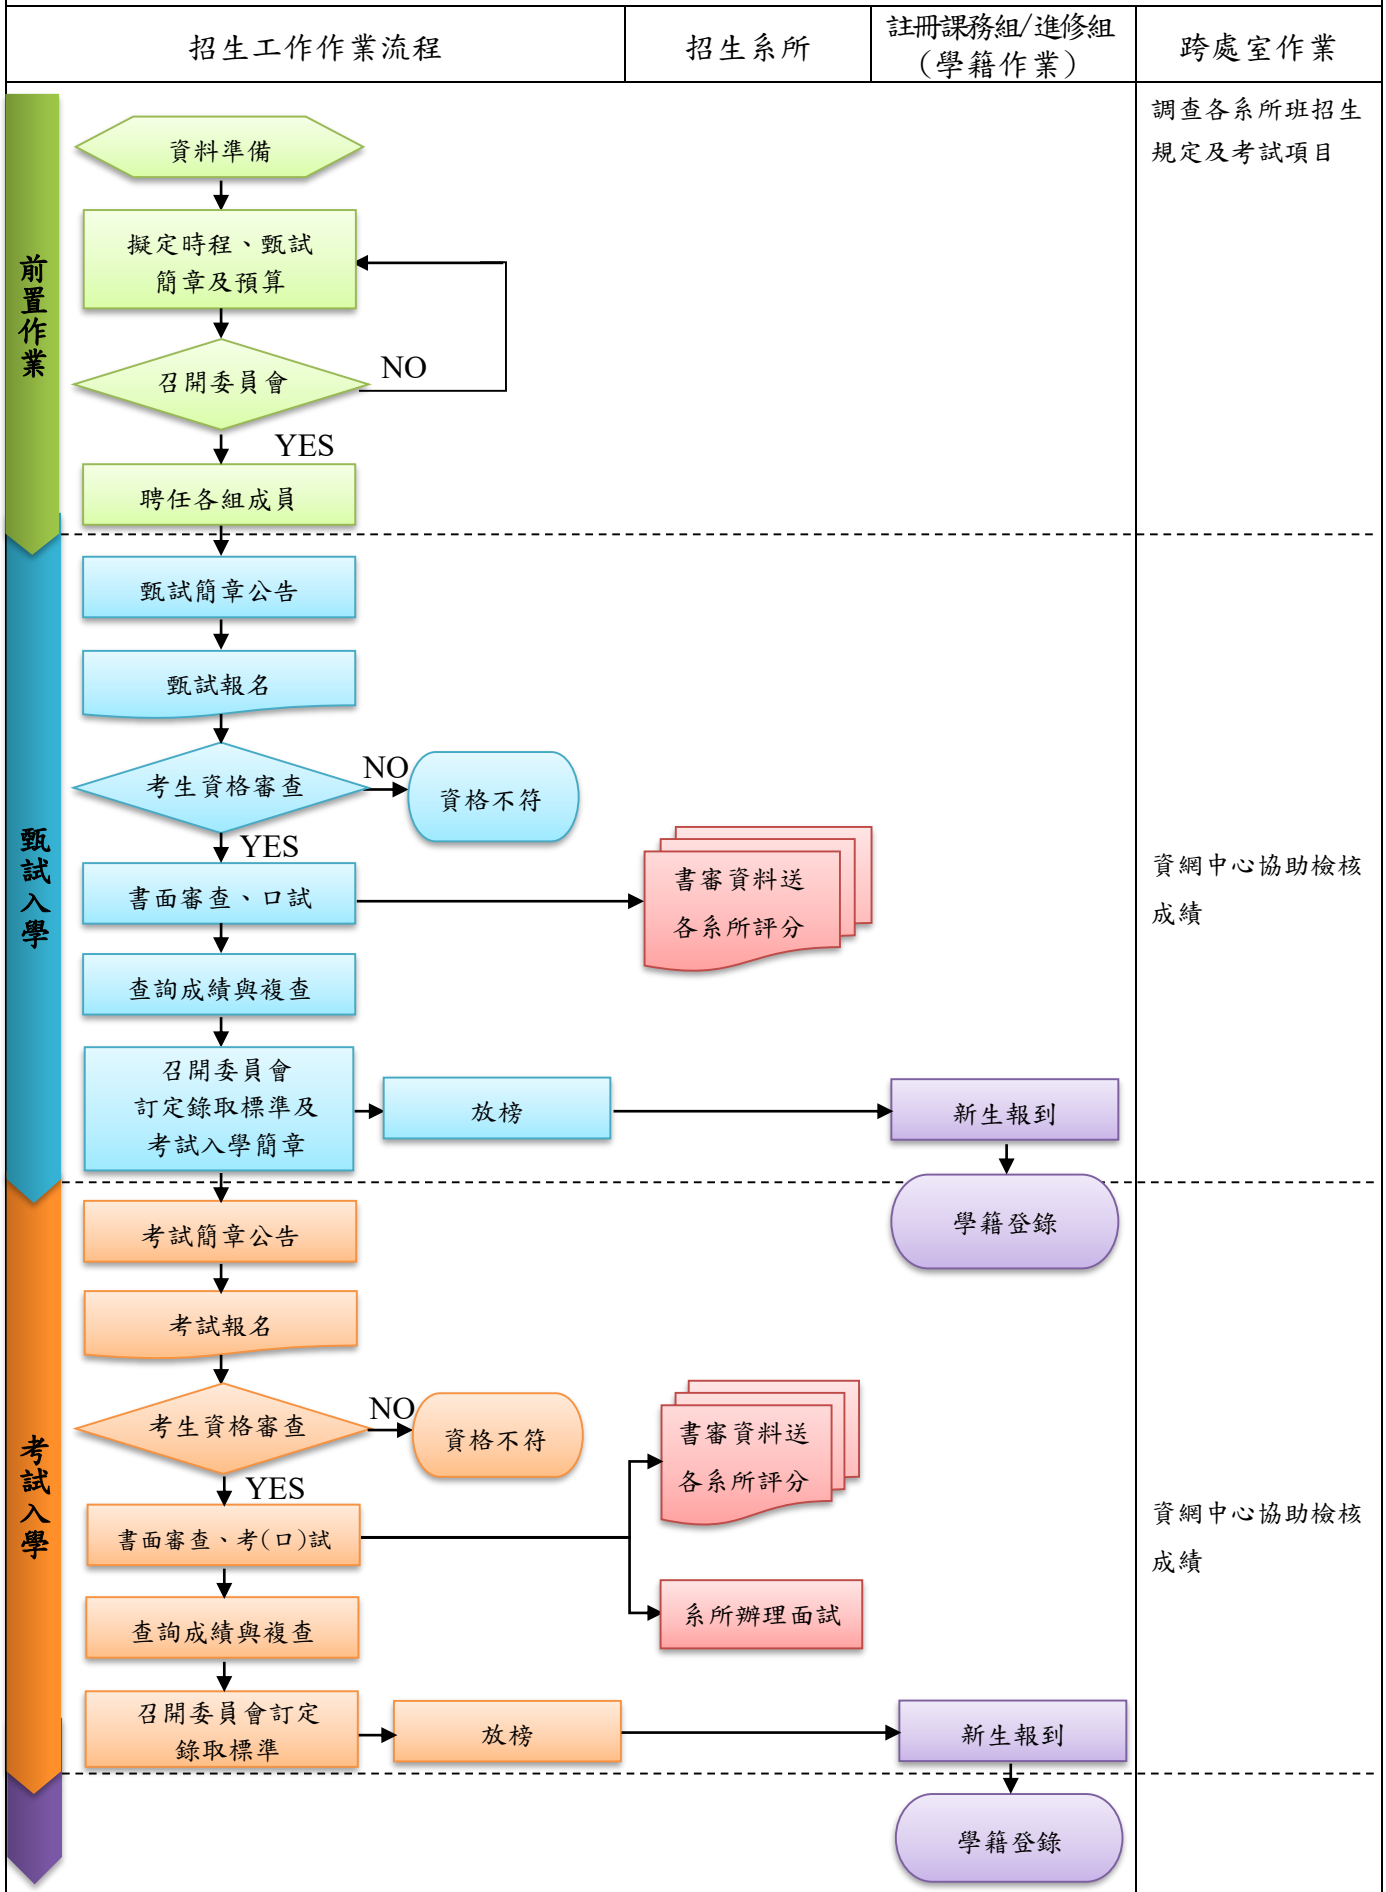 招生工作作業流程
招生系所
註冊課務組/進修組
（學籍作業）
跨處室作業
前置作業
資料準備
調查各系所班招生
規定及考試項目
擬定時程、甄試
簡章及預算
召開委員會
NO
YES
聘任各組成員
甄試入學
甄試簡章公告
甄試報名
考生資格審查
NO
資格不符
YES
書面審查、口試
書審資料送
各系所評分
資網中心協助檢核
成績
查詢成績與複查
召開委員會
訂定錄取標準及
考試入學簡章
放榜
新生報到
學籍登錄
考試入學
考試簡章公告
考試報名
考生資格審查
NO
資格不符
YES
書面審查、考(口)試
書審資料送
各系所評分
系所辦理面試
資網中心協助檢核
成績
查詢成績與複查
召開委員會訂定
錄取標準
放榜
新生報到
學籍登錄